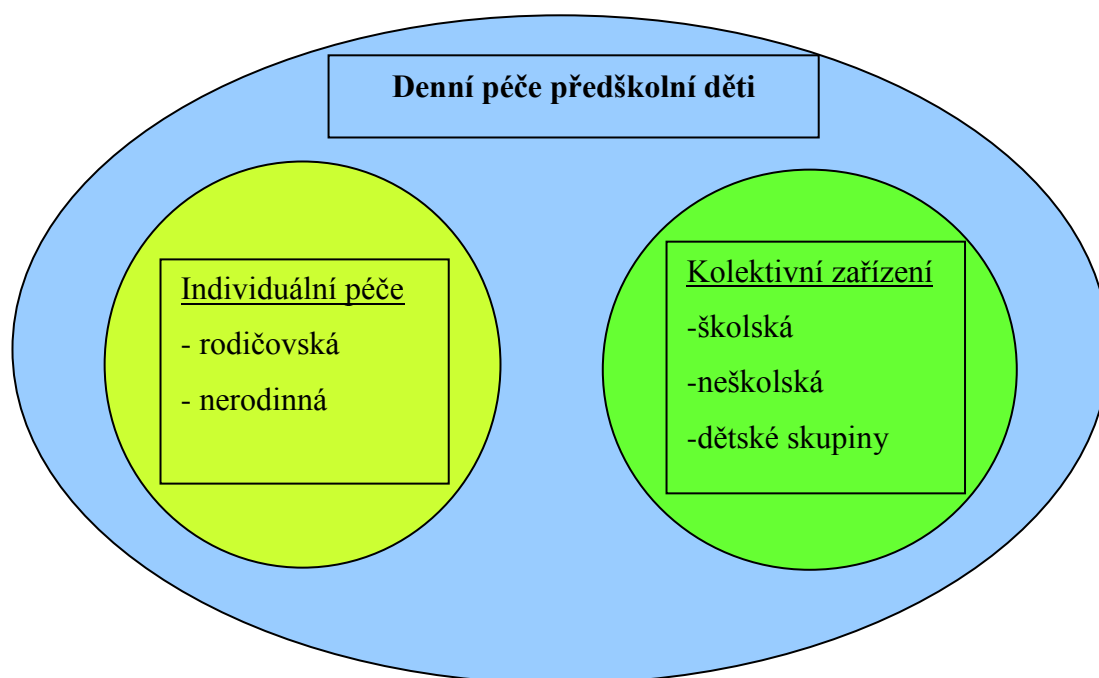 Denní péče předškolní děti
Individuální péče
- rodičovská
- nerodinná
Kolektivní zařízení
-školská
-neškolská
-dětské skupiny